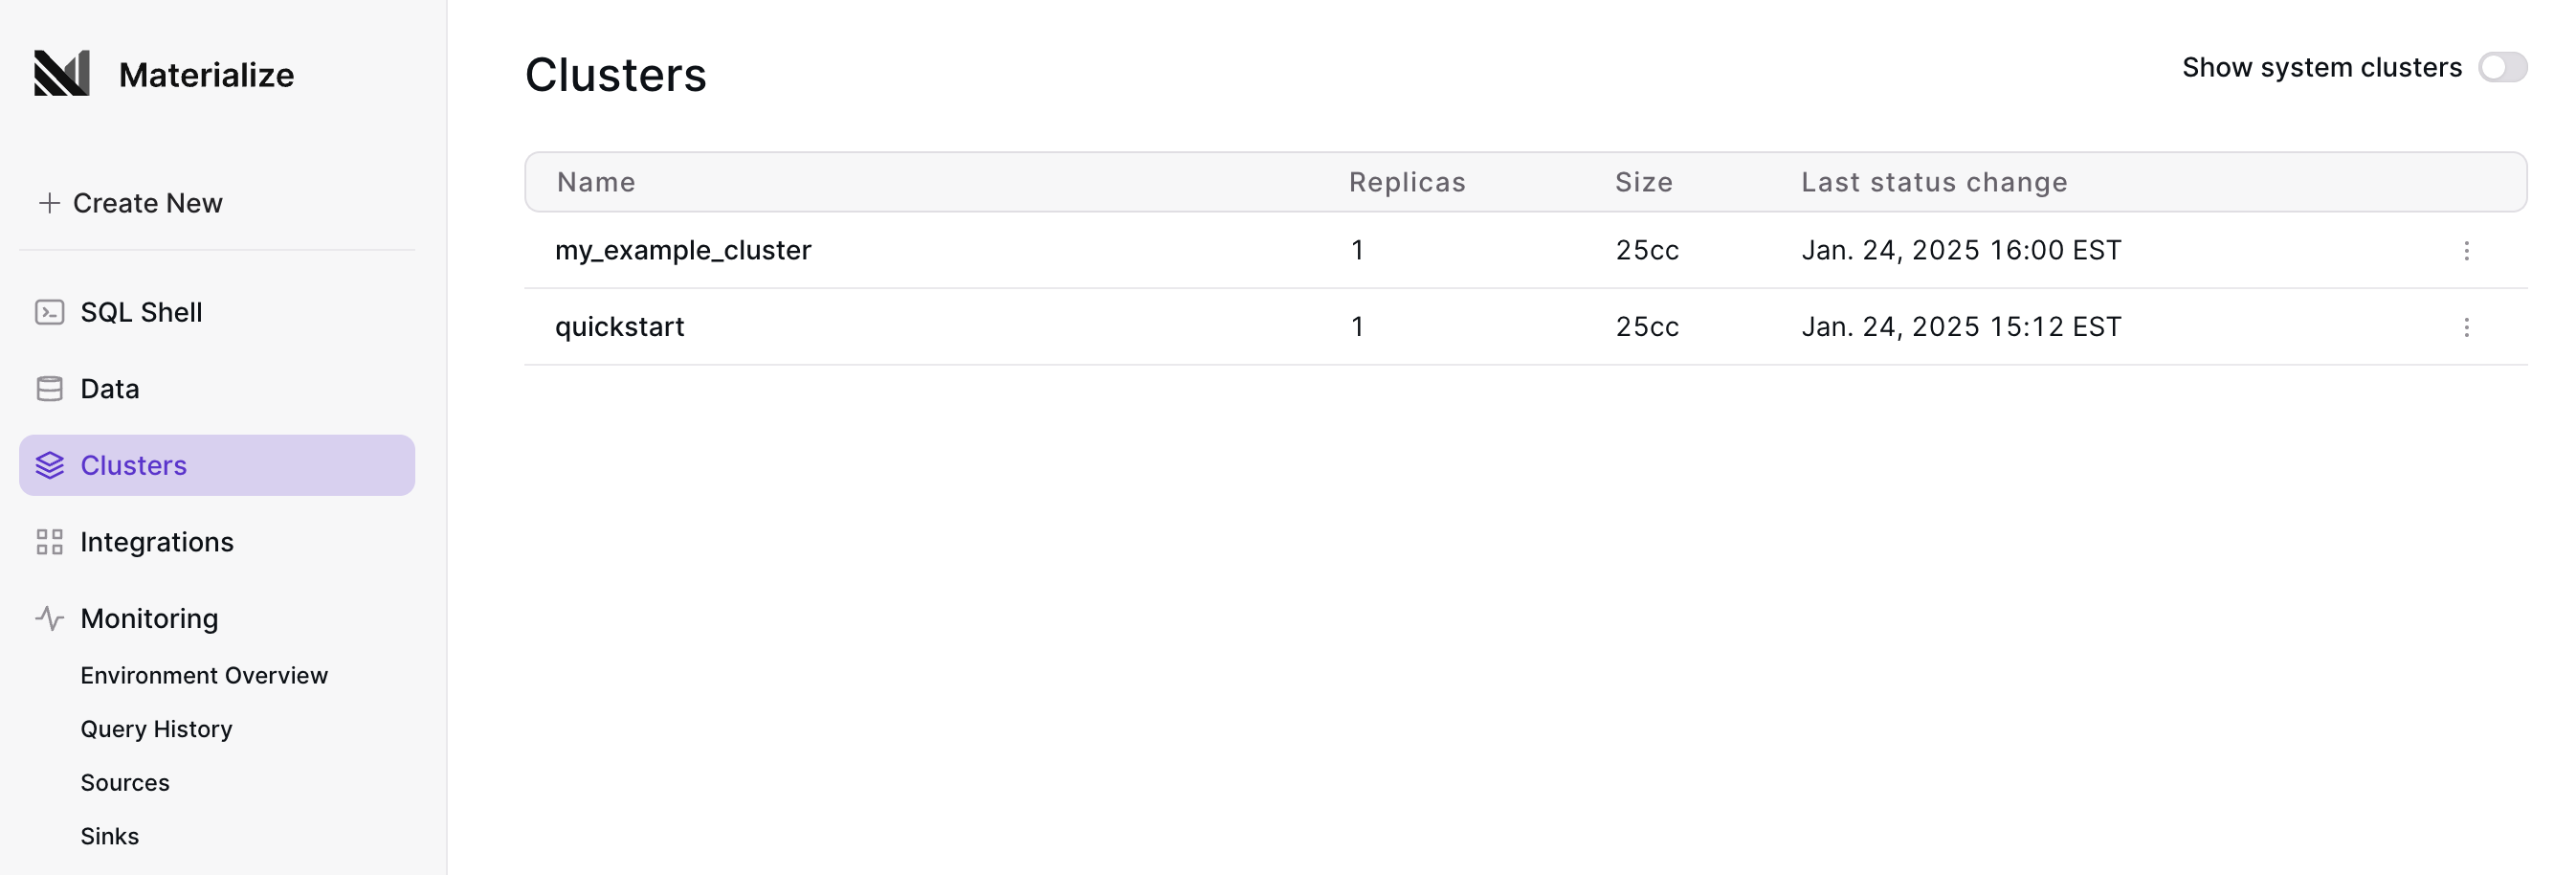 Materialize
Create New
SQL Shell
Data
Clusters
Integrations
Monitoring
Environment Overview
Query History
Sources
Sinks
Clusters
Show system clusters
Name Replicas Size Last status change
my_example_cluster 1 25cc Jan. 24, 2025 16:00 EST
quickstart 1 25cc Jan. 24, 2025 15:12 EST